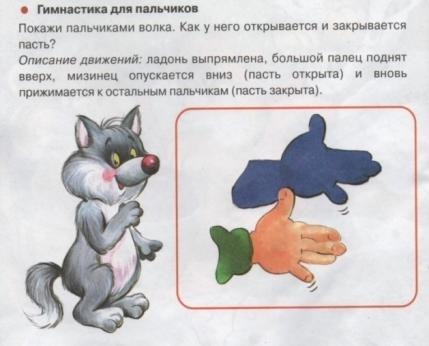 • Гимнастика для пальчиков
Покажи пальчиками волка. Как у него открывается и закрывается
пасть?
Описание движений: ладонь выпрямлена, большой палец поднят
вверх, мизинец опускается вниз (пасть открыта) и вновь
прижимается к остальным пальчикам (пасть закрыта).